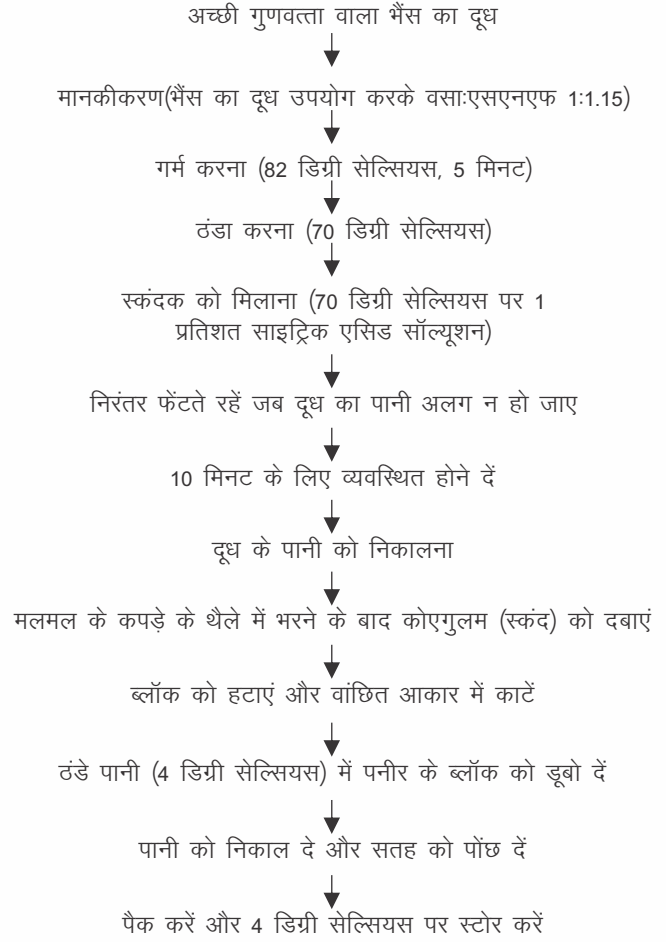 अच्छी गुणवत्ता वाला भैंस का दूध
मानकीकरण(भैंस का दूध उपयोग करके वसाःएसएनएफ 1:1.15)
गर्म करना (82 डिग्री सेल्सियस, 5 मिनट)
ठंडा करना (70 डिग्री सेल्सियस)
स्कंदक को मिलाना (70 डिग्री सेल्सियस पर 1
प्रतिशत साइट्रिक एसिड सॉल्यूशन)
निरंतर फेंटते रहें जब दूध का पानी अलग न हो जाए
10 मिनट के लिए व्यवस्थित होने दें
दूध के पानी को निकालना
मलमल के कपड़े के थैले में भरने के बाद कोएगुलम (स्कंद) को दबाएं
ब्लॉक को हटाएं और वांछित आकार में काटें
ठंडे पानी (4 डिग्री सेल्सियस) में पनीर के ब्लॉक को डूबो दें
पानी को निकाल दे और सतह को पोंछ दें
पैक करें और 4 डिग्री सेल्सियस पर स्टोर करें